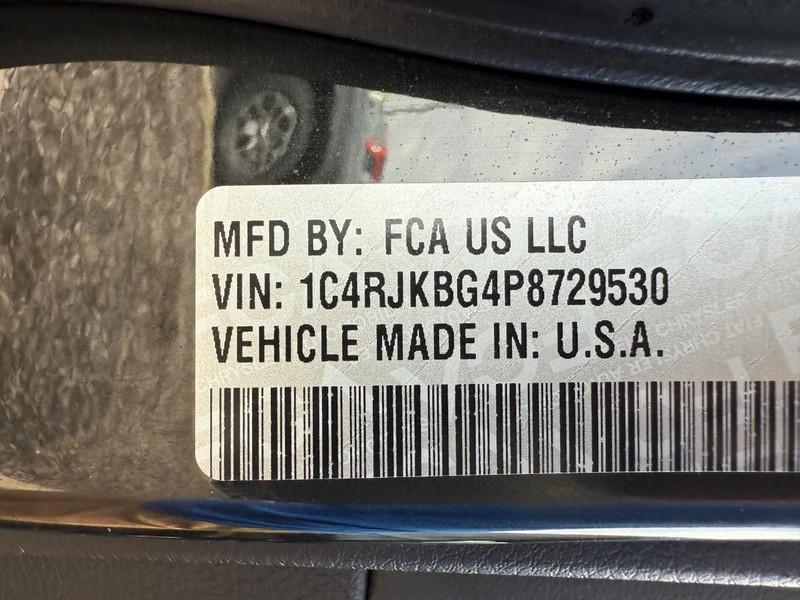 MFD BY: FCA US LLC
VIN: 1C4RJKBG4P8729530
VEHICLE MADE IN: U.S.A.